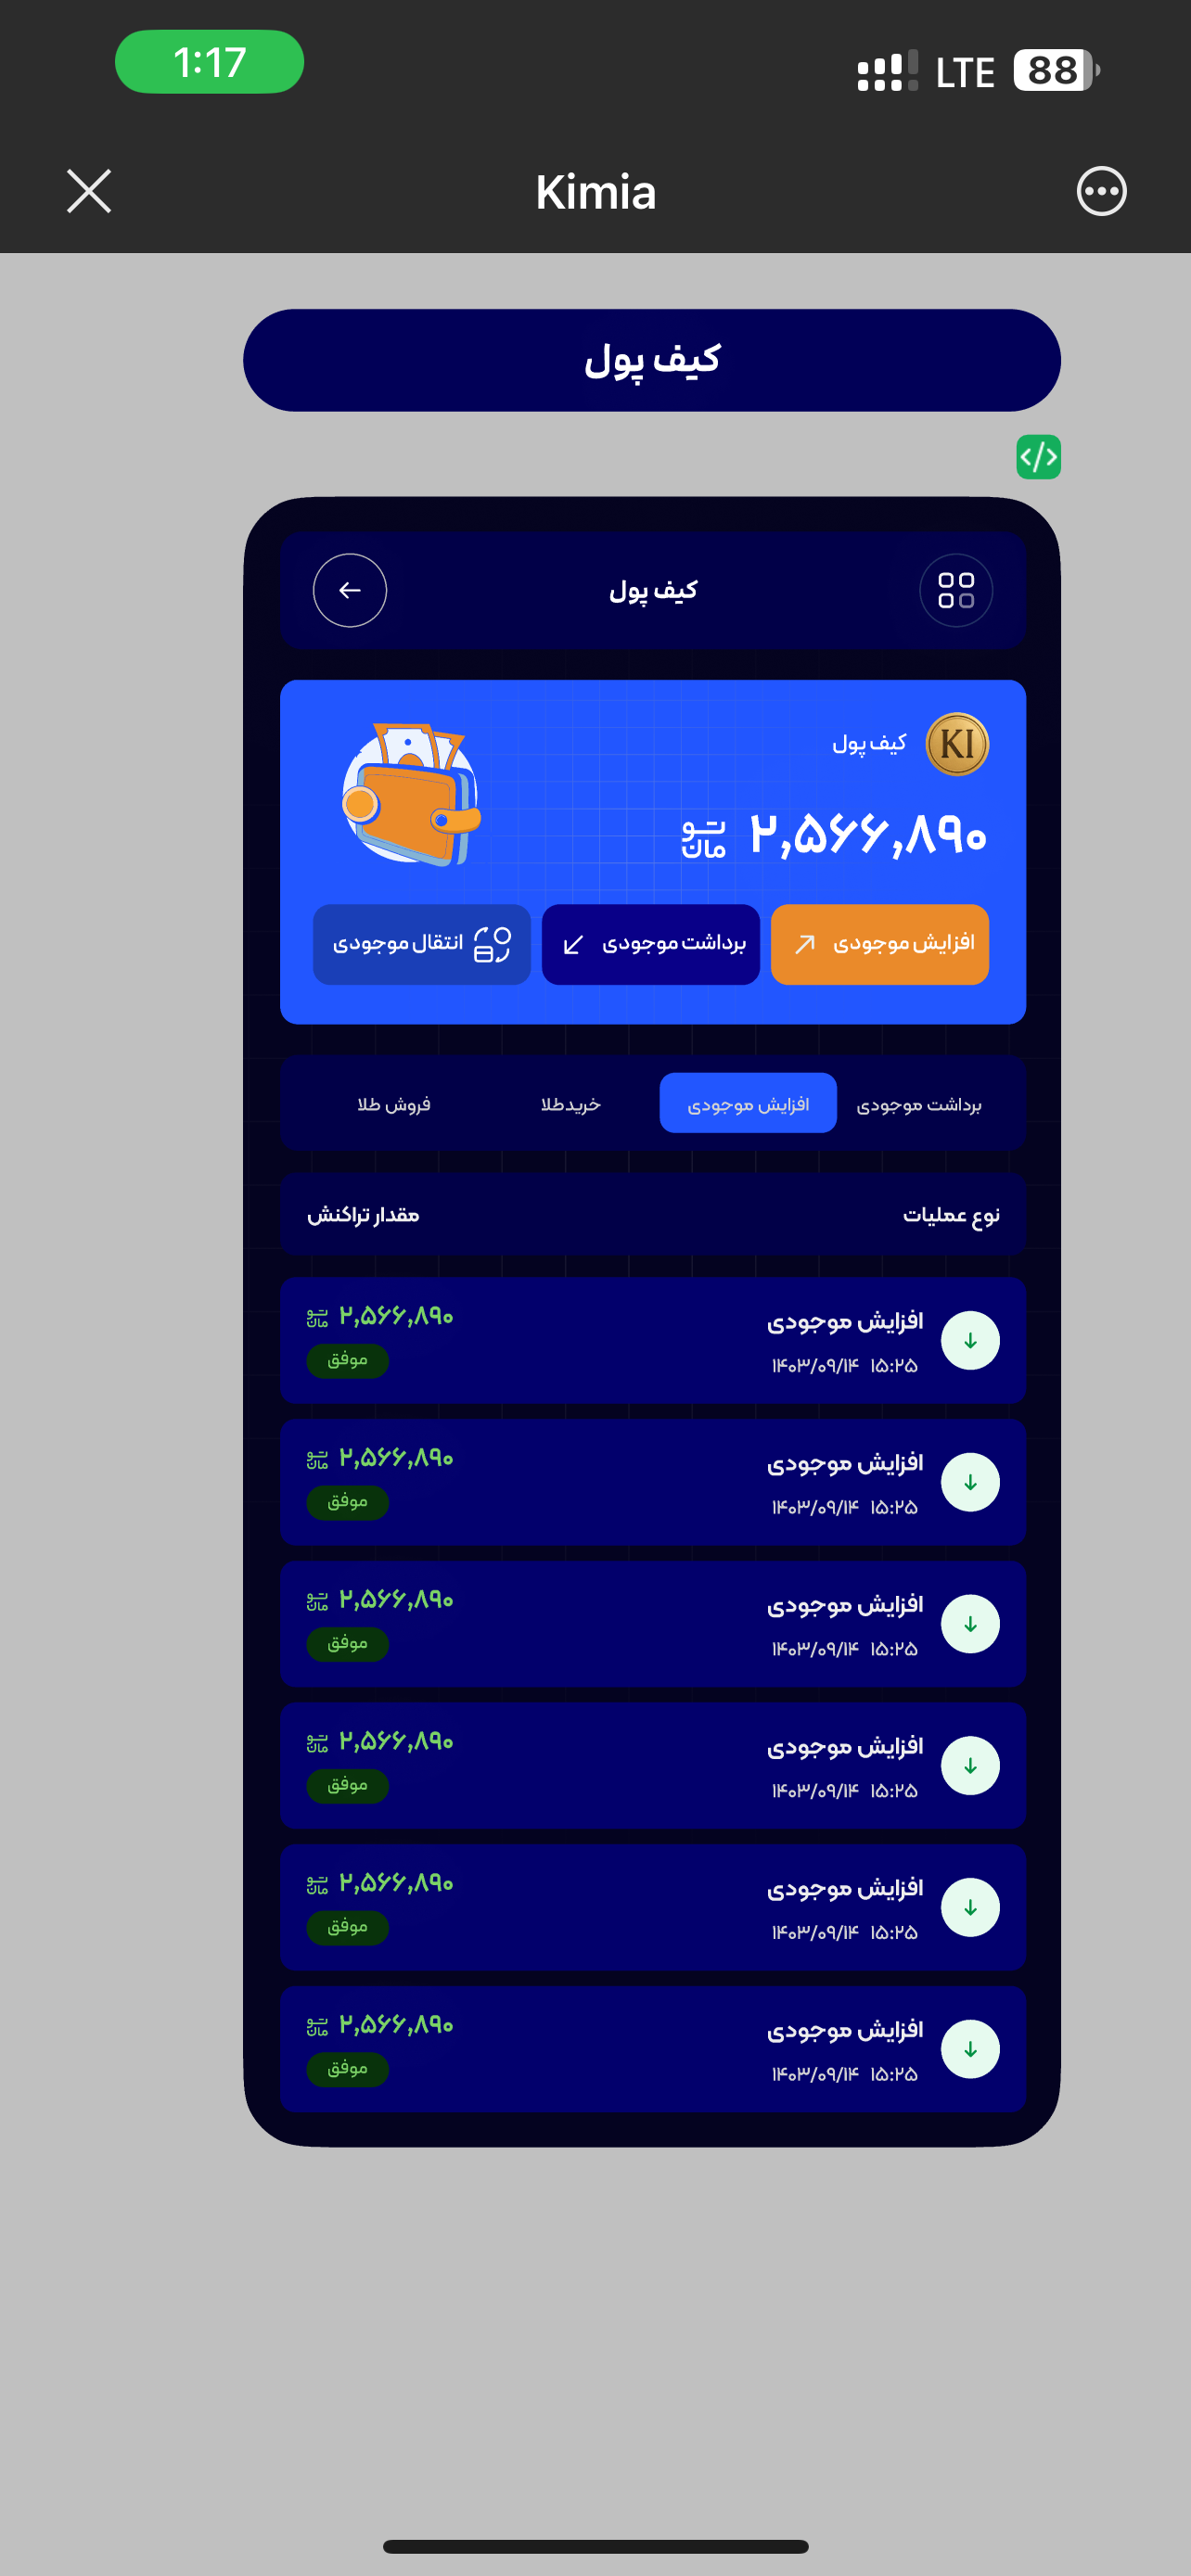 1:17 LTE 88
Kimia
کیف پول
کیف پول
KI کیف پول
۲,۵۶۶,۸۹۰ تومان
افزایش موجودی برداشت موجودی انتقال موجودی
برداشت موجودی افزایش موجودی خریدطلا فروش طلا
نوع عملیات مقدار تراکنش
افزایش موجودی ۲,۵۶۶,۸۹۰ تومان
۱۴۰۳/۰۹/۱۴ ۱۵:۲۵ موفق
افزایش موجودی ۲,۵۶۶,۸۹۰ تومان
۱۴۰۳/۰۹/۱۴ ۱۵:۲۵ موفق
افزایش موجودی ۲,۵۶۶,۸۹۰ تومان
۱۴۰۳/۰۹/۱۴ ۱۵:۲۵ موفق
افزایش موجودی ۲,۵۶۶,۸۹۰ تومان
۱۴۰۳/۰۹/۱۴ ۱۵:۲۵ موفق
افزایش موجودی ۲,۵۶۶,۸۹۰ تومان
۱۴۰۳/۰۹/۱۴ ۱۵:۲۵ موفق
افزایش موجودی ۲,۵۶۶,۸۹۰ تومان
۱۴۰۳/۰۹/۱۴ ۱۵:۲۵ موفق